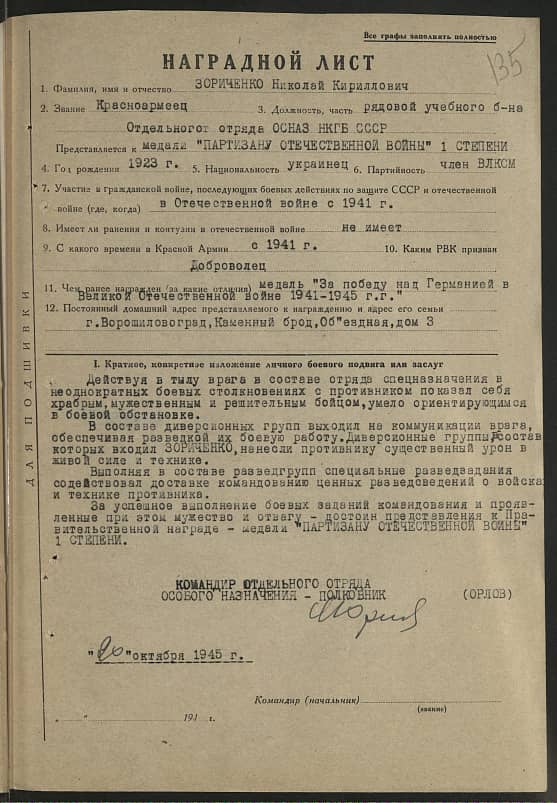 Все графы заполнять полностью
135
НАГРАДНОЙ ЛИСТ
1. Фамилия, имя и отчество ЗОРИЧЕНКО Николай Кириллович
2. Звание Красноармеец 3. Должность, часть рядовой учебного б-на
Отдельного отряда ОСНАЗ НКГБ СССР
Представляется к медали "ПАРТИЗАНУ ОТЕЧЕСТВЕННОЙ ВОЙНЫ" 1 СТЕПЕНИ
4. Год рождения 1923 г. 5. Национальность украинец 6. Партийность член ВЛКСМ
7. Участие в гражданской войне, последующих боевых действиях по защите СССР и отечественной
войне (где, когда) в Отечественной войне с 1941 г.
8. Имеет ли ранения и контузии в отечественной войне не имеет
9. С какого времени в Красной Армии с 1941 г. 10. Каким РВК призван
Доброволец
11. Чем ранее награжден (за какие отличия) медаль "За победу над Германией в
Великой Отечественной войне 1941-1945 г.г."
12. Постоянный домашний адрес представляемого к награждению и адрес его семьи
г.Ворошиловоград,Каменный брод,Об"ездная,дом 3
I. Краткое, конкретное изложение личного боевого подвига или заслуг
Действуя в тылу врага в составе отряда спецназначения в
неоднократных боевых столкновениях с противником показал себя
храбрым,мужественным и решительным бойцом,умело ориентирующимся
в боевой обстановке.
В составе диверсионных групп выходил на коммуникации врага,
обеспечивая разведкой их боевую работу.Диверсионные группы,в состав
которых входил ЗОРИЧЕНКО,нанесли противнику существенный урон в
живой силе и технике.
Выполняя в составе разведгрупп специальные разведзадания
содействовал доставке командованию ценных разведсведений о войсках
и технике противника.
За успешное выполнение боевых заданий командования и прояв-
ленные при этом мужество и отвагу - достоин представления к Пра-
вительственной награде - медали "ПАРТИЗАНУ ОТЕЧЕСТВЕННОЙ ВОЙНЫ"
1 СТЕПЕНИ.
КОМАНДИР ОТДЕЛЬНОГО ОТРЯДА
ОСОБОГО НАЗНАЧЕНИЯ - ПОЛКОВНИК (ОРЛОВ)
"20" октября 1945 г.
Командир (начальник)
(звание)
" " 194 г.
ДЛЯ ПОДШИВКИ